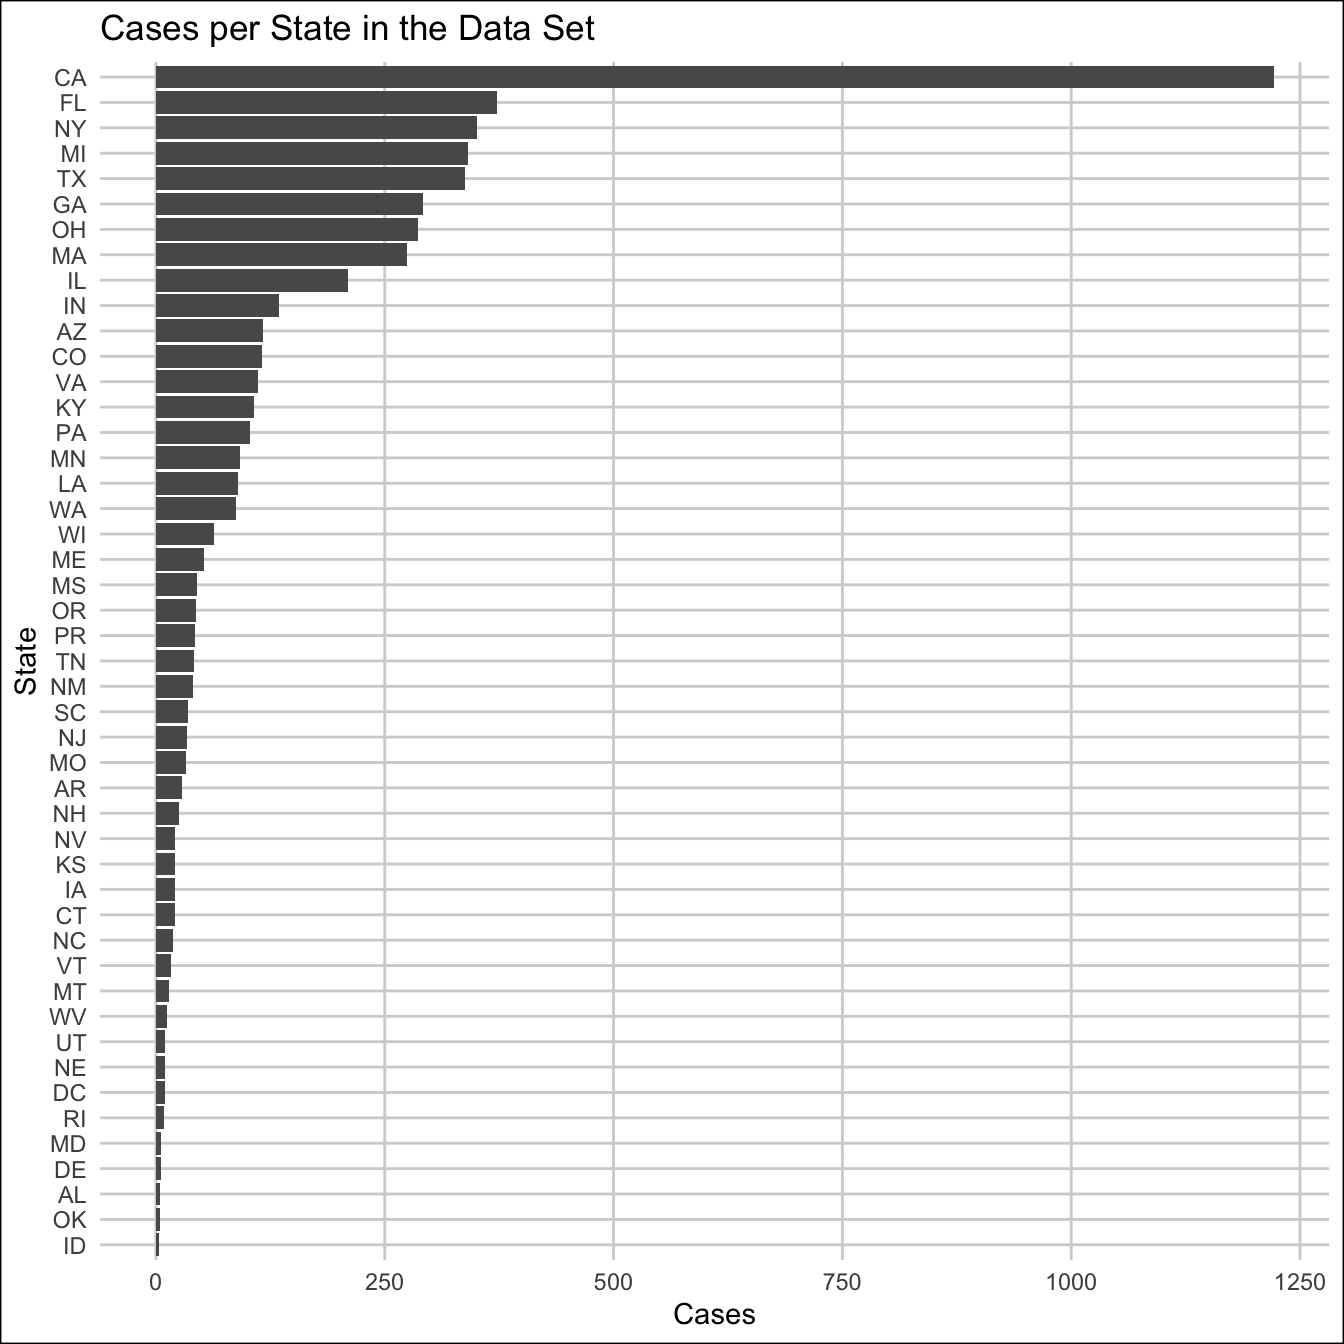 Cases per State in the Data Set
CA
FL
NY
MI
TX
GA
OH
MA
IL
IN
AZ
CO
VA
KY
PA
MN
LA
WA
WI
ME
MS
OR
PR
TN
NM
SC
NJ
MO
AR
NH
NV
KS
IA
CT
NC
VT
MT
WV
UT
NE
DC
RI
MD
DE
AL
OK
ID
State
0 250 500 750 1000 1250
Cases